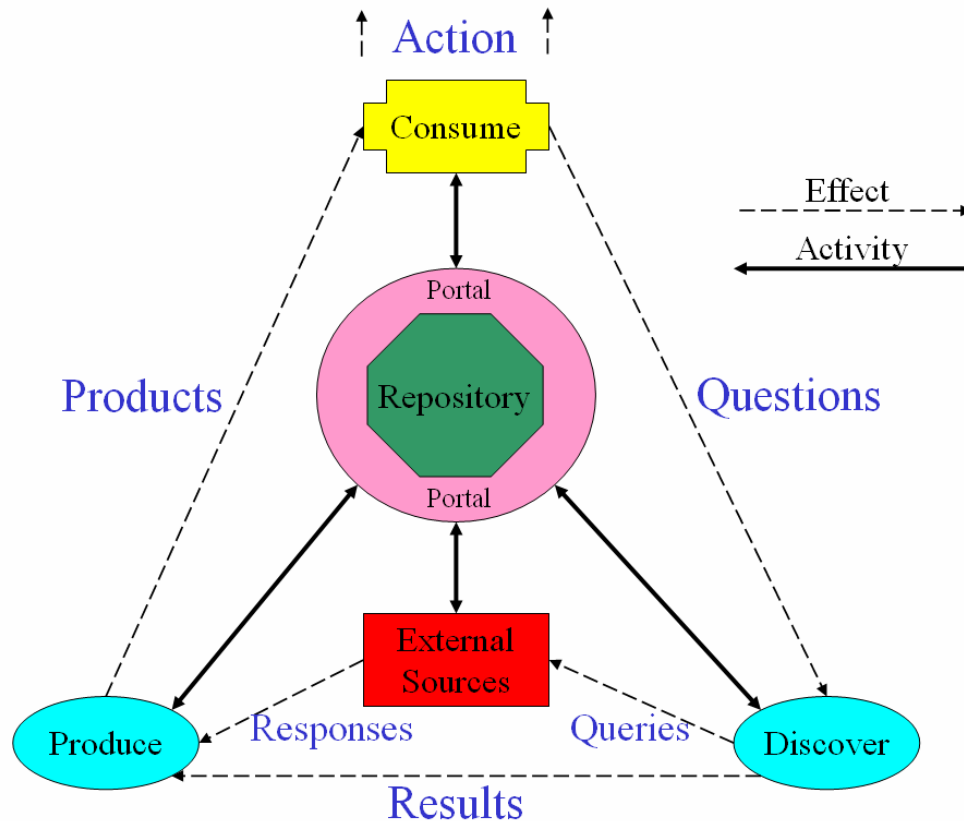 Action
Consume
Effect
Activity
Portal
Repository
Products
Questions
Portal
External
Sources
Responses
Queries
Produce
Discover
Results